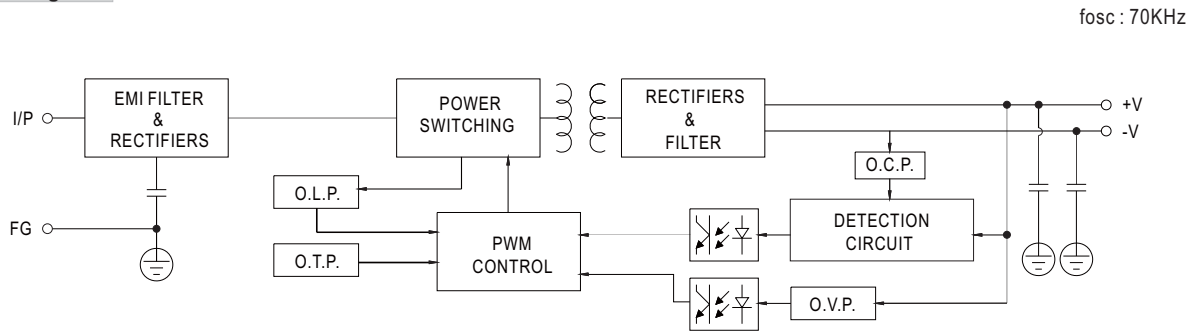 fosc : 70KHz
I/P
EMI FILTER
&
RECTIFIERS
POWER
SWITCHING
RECTIFIERS
&
FILTER
+V
-V
O.C.P.
O.L.P.
FG
PWM
CONTROL
DETECTION
CIRCUIT
O.T.P.
O.V.P.